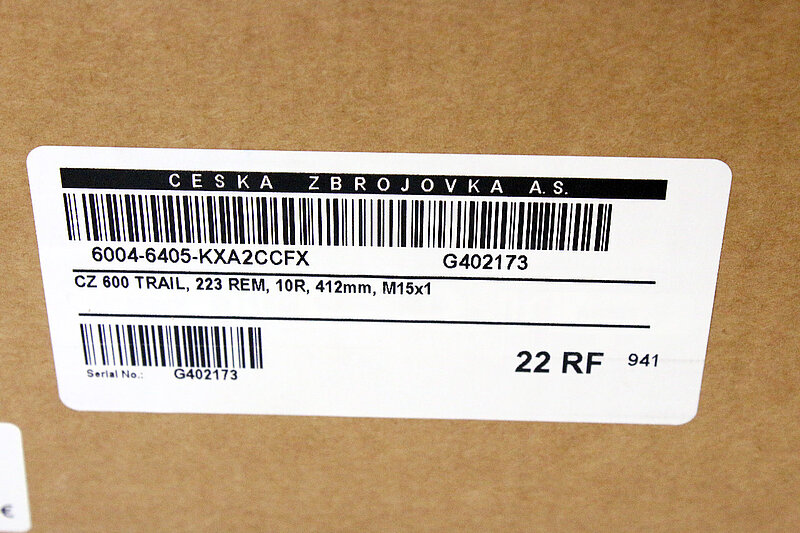 CESKA ZBROJOVKA A.S.
6004-6405-KXA2CCFX G402173
CZ 600 TRAIL, 223 REM, 10R, 412mm, M15x1
Serial No.: G402173
22 RF 941
€